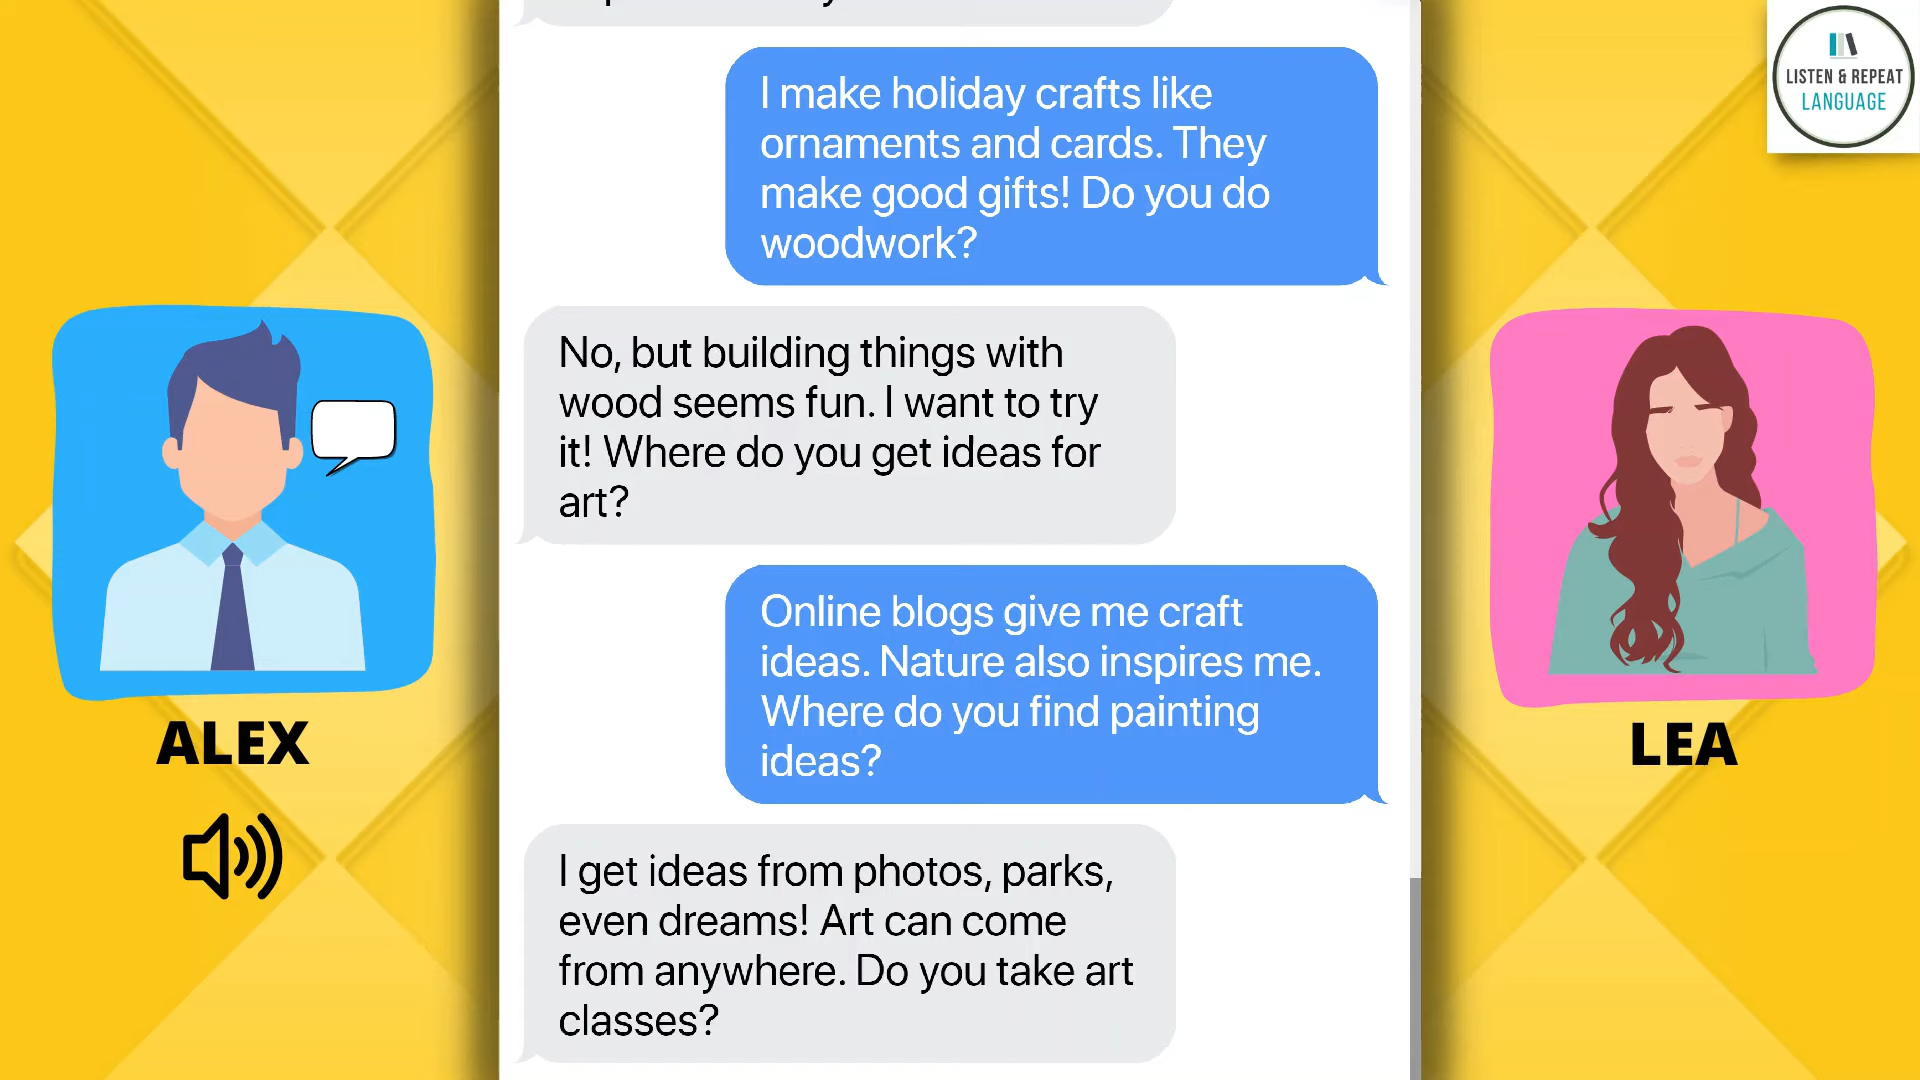 I make holiday crafts like
ornaments and cards. They
make good gifts! Do you do
woodwork?
No, but building things with
wood seems fun. I want to try
it! Where do you get ideas for
art?
Online blogs give me craft
ideas. Nature also inspires me.
Where do you find painting
ideas?
I get ideas from photos, parks,
even dreams! Art can come
from anywhere. Do you take art
classes?
ALEX
LEA
LISTEN & REPEAT
LANGUAGE